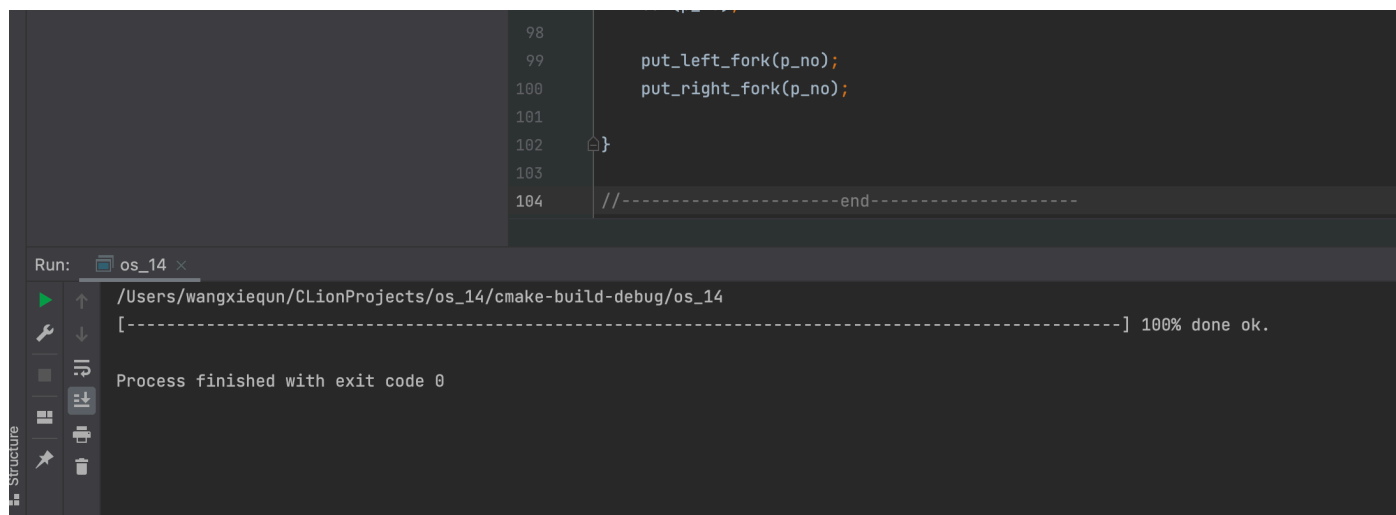 98
99 put_left_fork(p_no);
100 put_right_fork(p_no);
101
102 }
103
104 //----------------------end---------------------
Run: os_14
/Users/wangxiequn/CLionProjects/os_14/cmake-build-debug/os_14
[----------------------------------------------------------------------------------------------------] 100% done ok.
Process finished with exit code 0
Structure